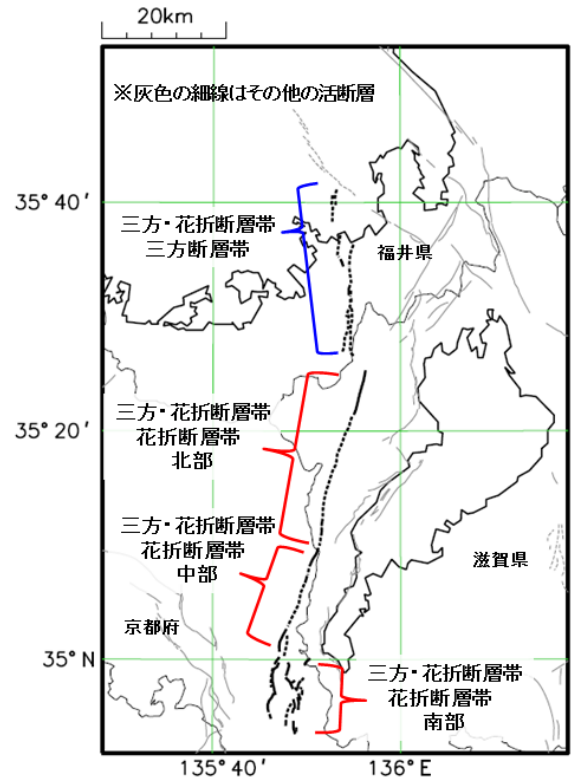 20km
※灰色の細線はその他の活断層
35° 40′
三方・花折断層帯
三方断層帯
福井県
三方・花折断層帯
花折断層帯
北部
35° 20′
三方・花折断層帯
花折断層帯
中部
滋賀県
京都府
35° N
三方・花折断層帯
花折断層帯
南部
135° 40′
136° E